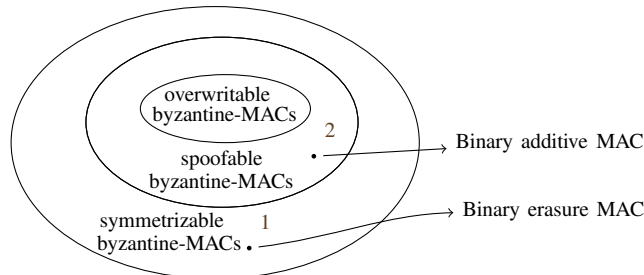 overwritable
byzantine-MACs
2
spoofable
byzantine-MACs
Binary additive MAC
symmetrizable
byzantine-MACs
1
Binary erasure MAC